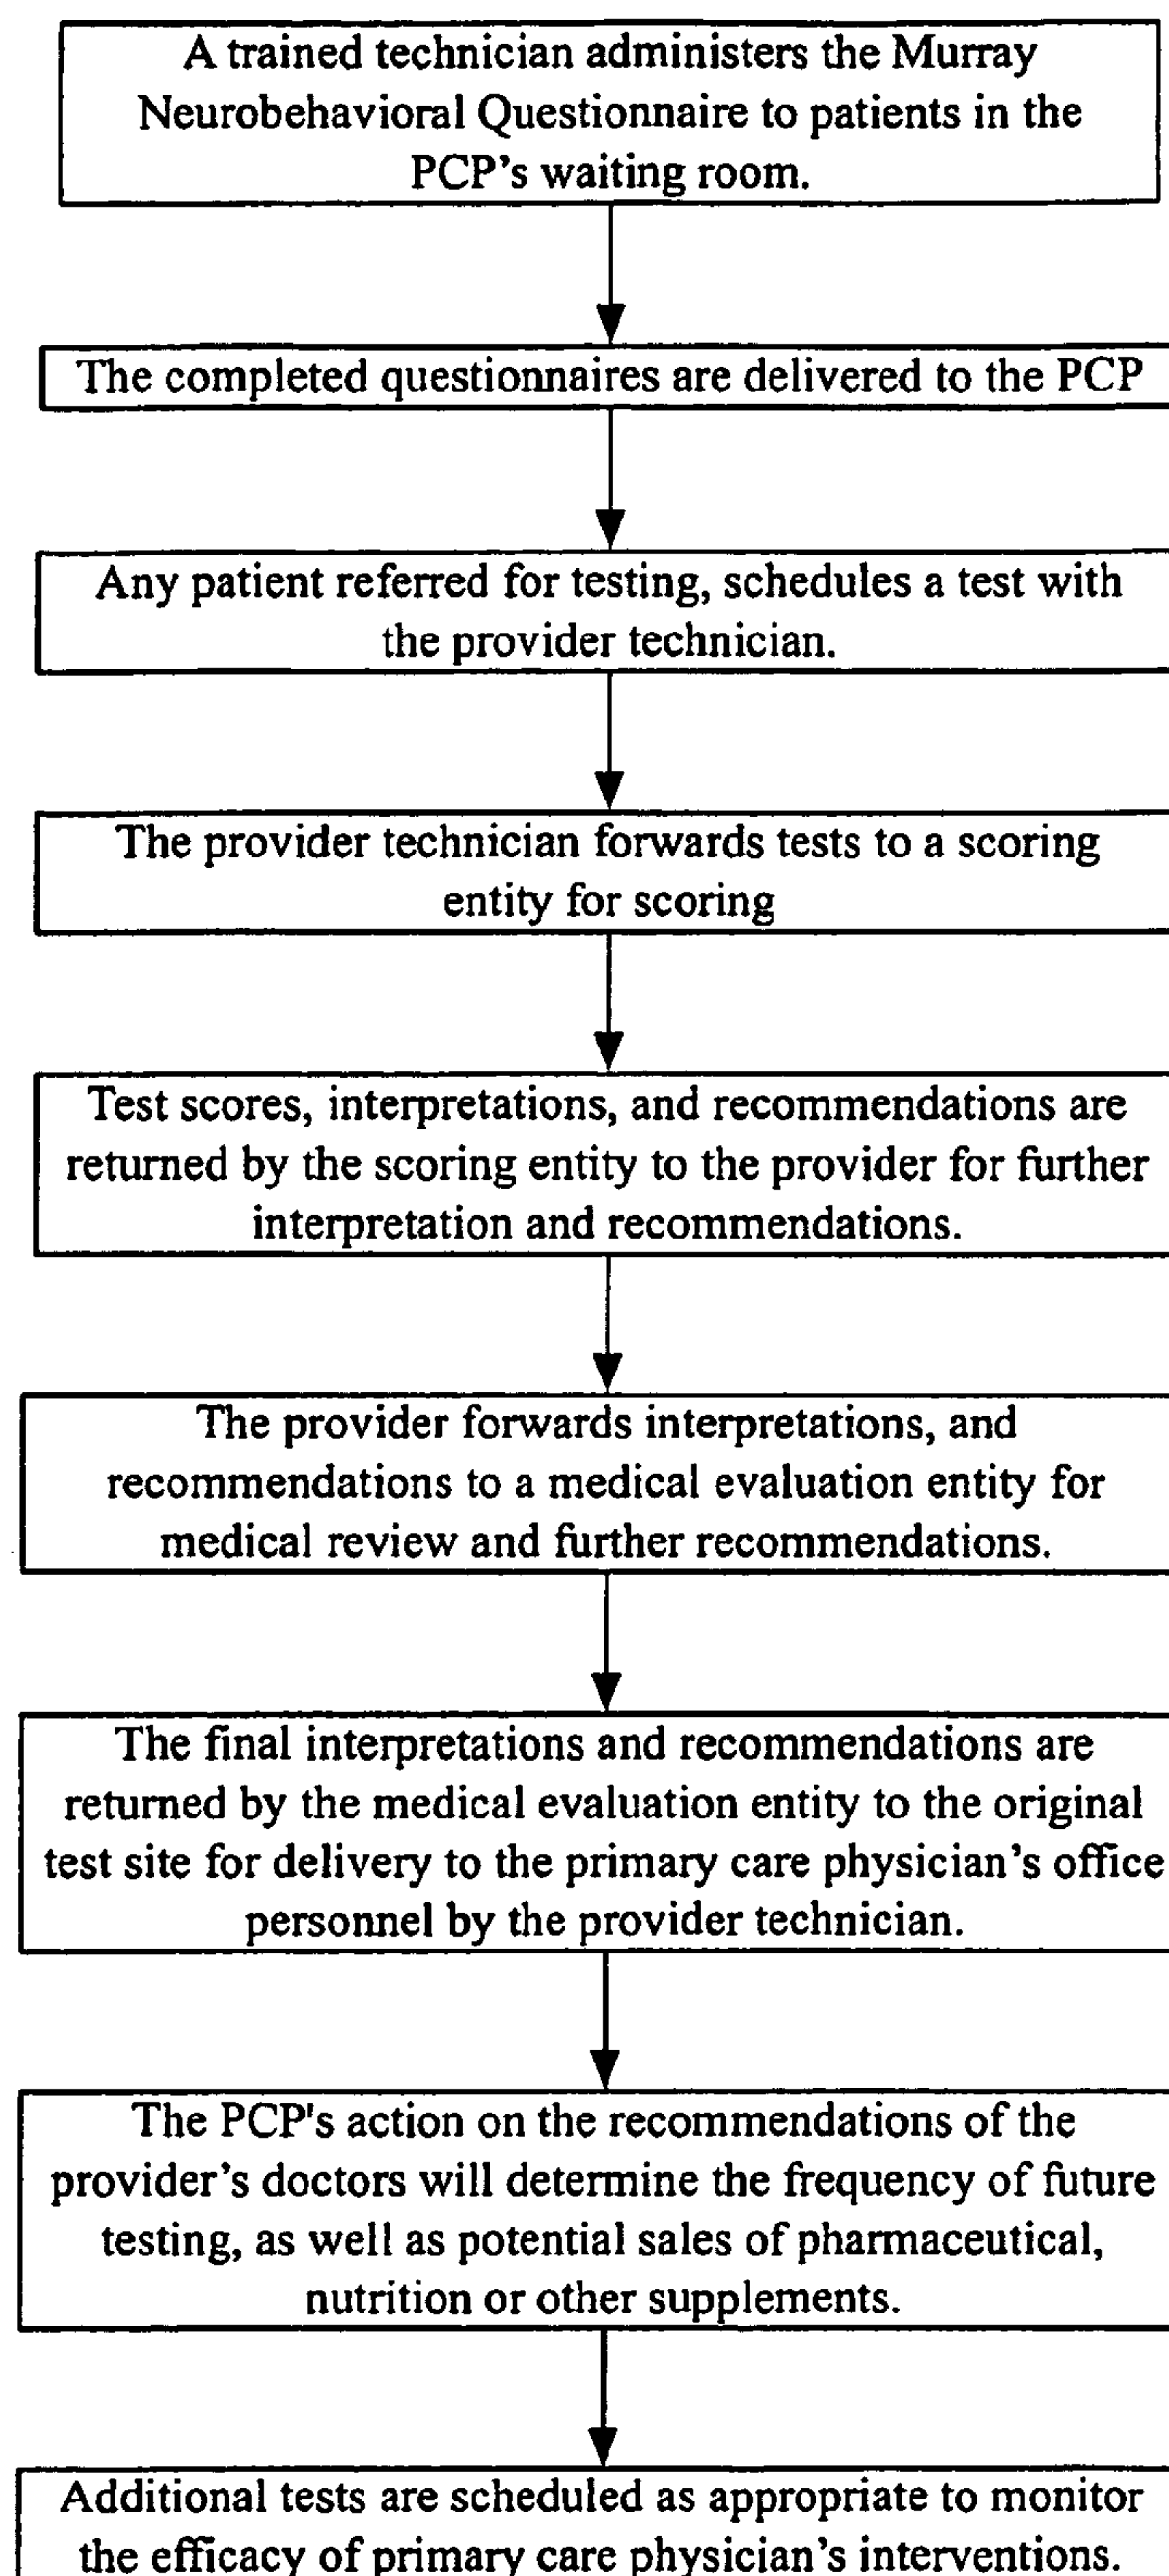 A trained technician administers the Murray
Neurobehavioral Questionnaire to patients in the
PCP's waiting room.
The completed questionnaires are delivered to the PCP
Any patient referred for testing, schedules a test with
the provider technician.
The provider technician forwards tests to a scoring
entity for scoring
Test scores, interpretations, and recommendations are
returned by the scoring entity to the provider for further
interpretation and recommendations.
The provider forwards interpretations, and
recommendations to a medical evaluation entity for
medical review and further recommendations.
The final interpretations and recommendations are
returned by the medical evaluation entity to the original
test site for delivery to the primary care physician's office
personnel by the provider technician.
The PCP's action on the recommendations of the
provider's doctors will determine the frequency of future
testing, as well as potential sales of pharmaceutical,
nutrition or other supplements.
Additional tests are scheduled as appropriate to monitor
the efficacy of primary care physician's interventions.